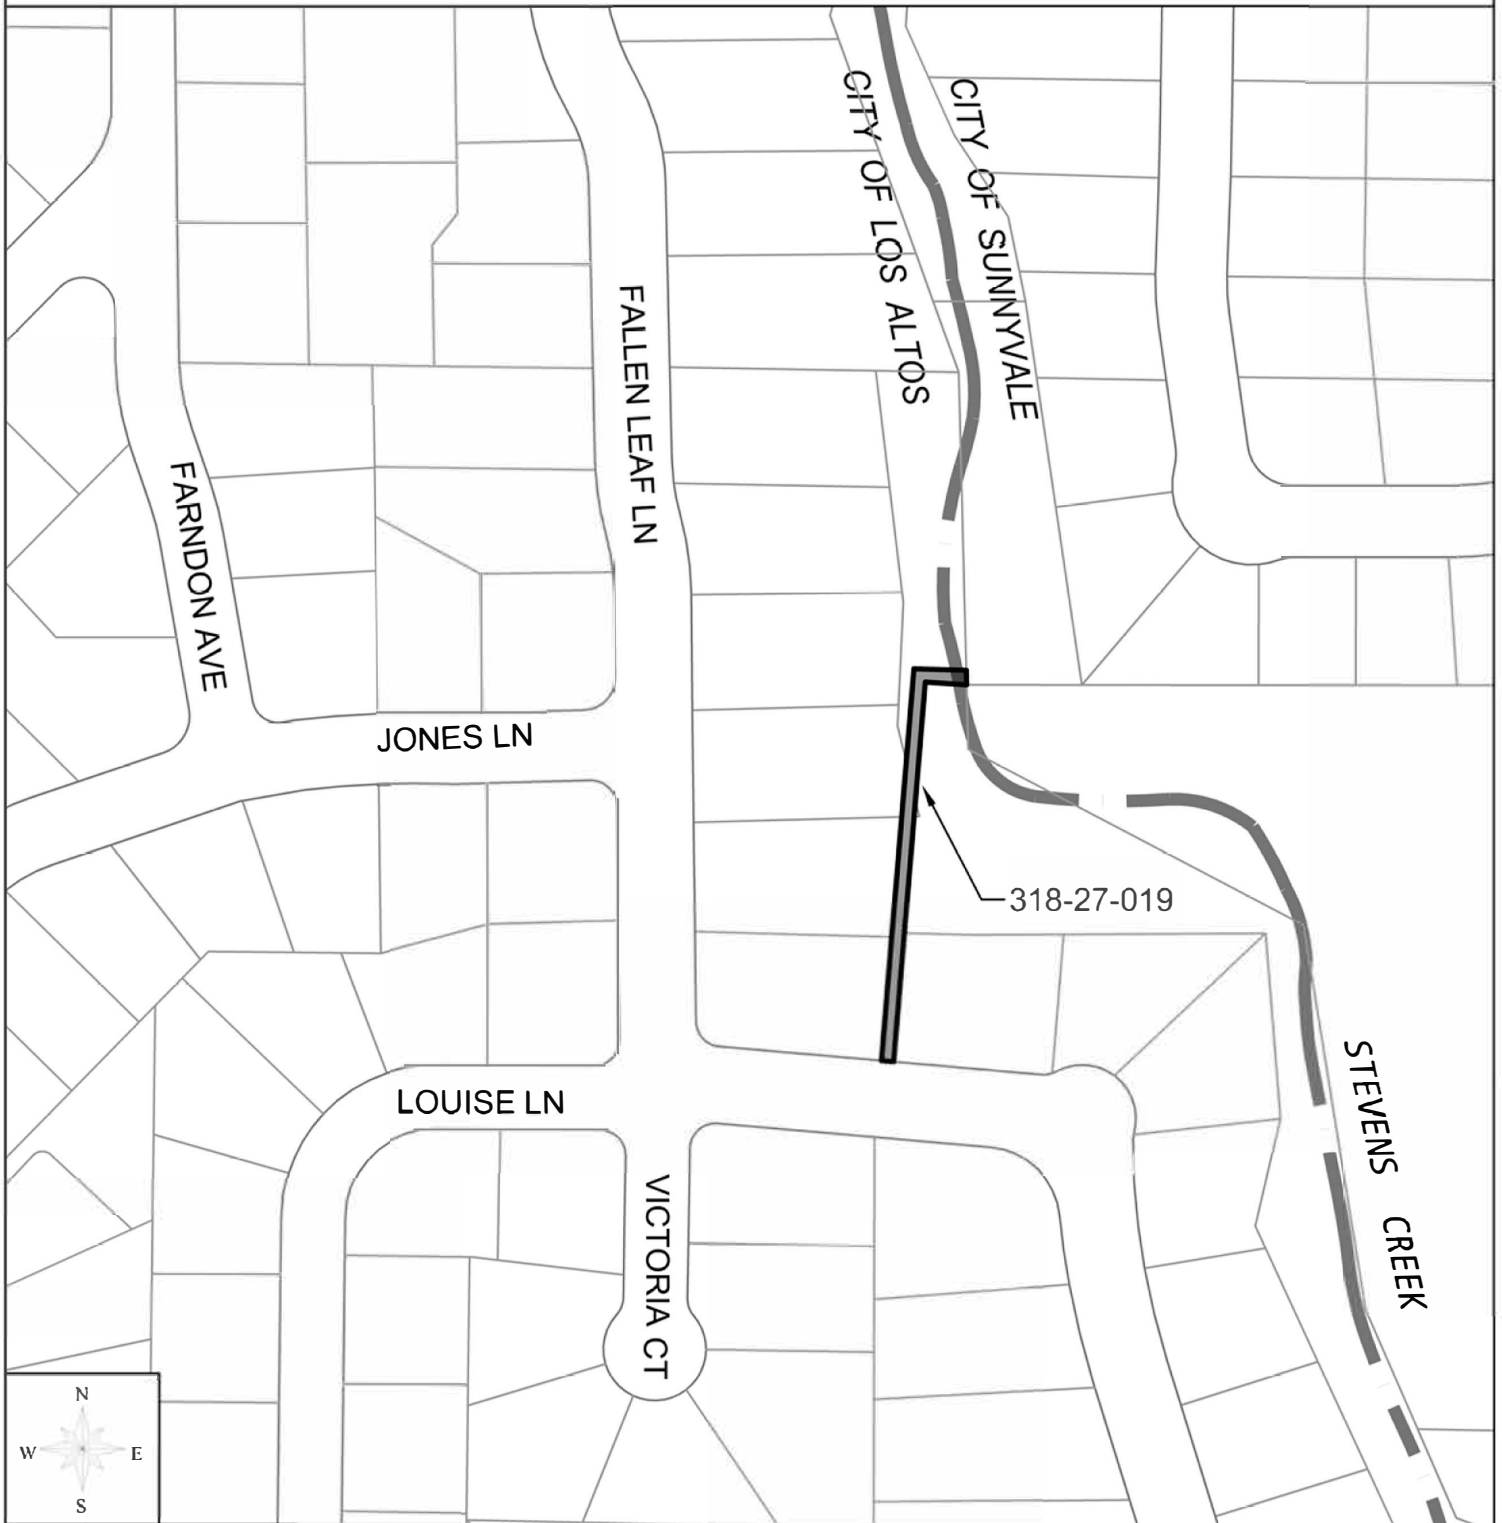 CITY OF LOS ALTOS
CITY OF SUNNYVALE
FALLEN LEAF LN
FARNDON AVE
JONES LN
318-27-019
LOUISE LN
STEVENS CREEK
VICTORIA CT
N
W E
S